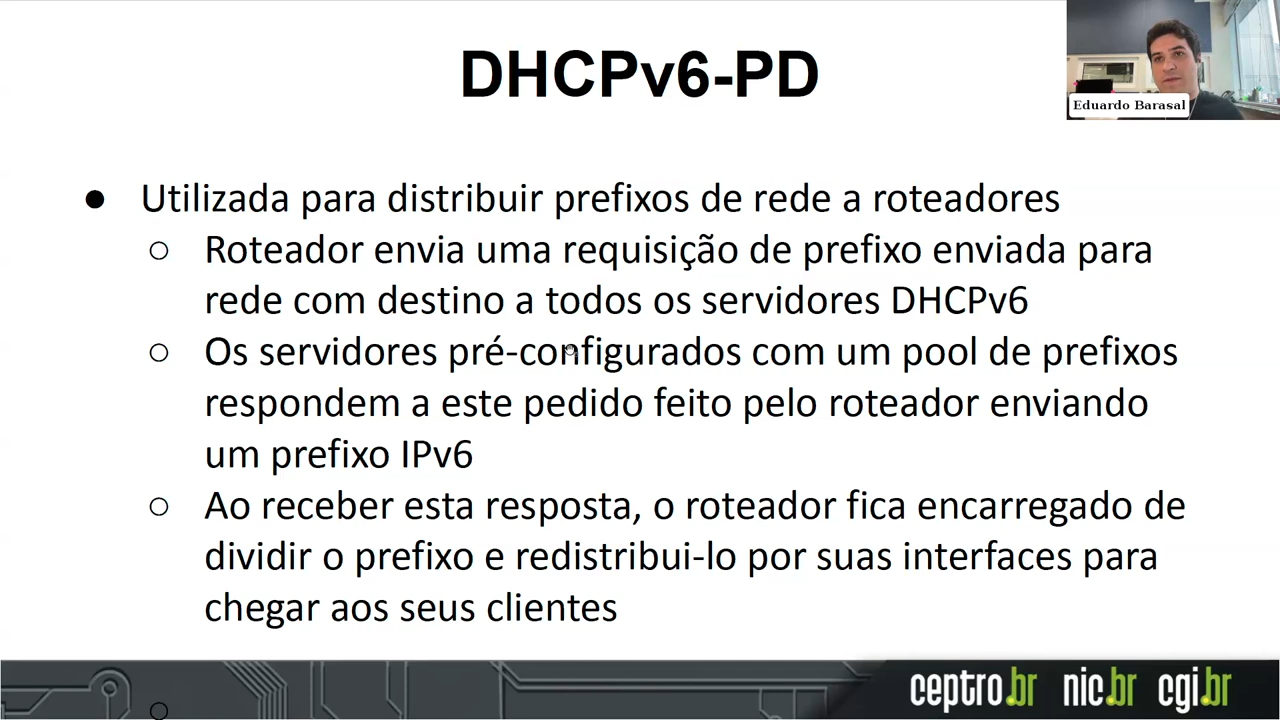 DHCPv6-PD
Eduardo Barasal
● Utilizada para distribuir prefixos de rede a roteadores
○ Roteador envia uma requisição de prefixo enviada para
rede com destino a todos os servidores DHCPv6
○ Os servidores pré-configurados com um pool de prefixos
respondem a este pedido feito pelo roteador enviando
um prefixo IPv6
○ Ao receber esta resposta, o roteador fica encarregado de
dividir o prefixo e redistribui-lo por suas interfaces para
chegar aos seus clientes
○
ceptro.br nic.br cgi.br